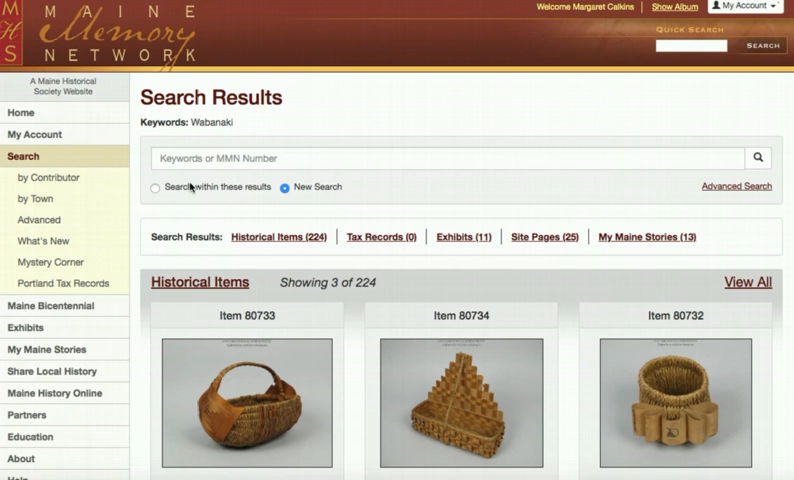 Welcome Margaret Calkins
Show Album
My Account
M
H
S
MAINE
Memory
NETWORK
QUICK SEARCH
SEARCH
A Maine Historical
Society Website
Home
My Account
Search
by Contributor
by Town
Advanced
What's New
Mystery Corner
Portland Tax Records
Maine Bicentennial
Exhibits
My Maine Stories
Share Local History
Maine History Online
Partners
Education
About
Help
Search Results
Keywords: Wabanaki
Keywords or MMN Number
Search within these results
New Search
Advanced Search
Search Results: Historical Items (224) Tax Records (0) Exhibits (11) Site Pages (25) My Maine Stories (13)
Historical Items Showing 3 of 224 View All
Item 80733 Item 80734 Item 80732